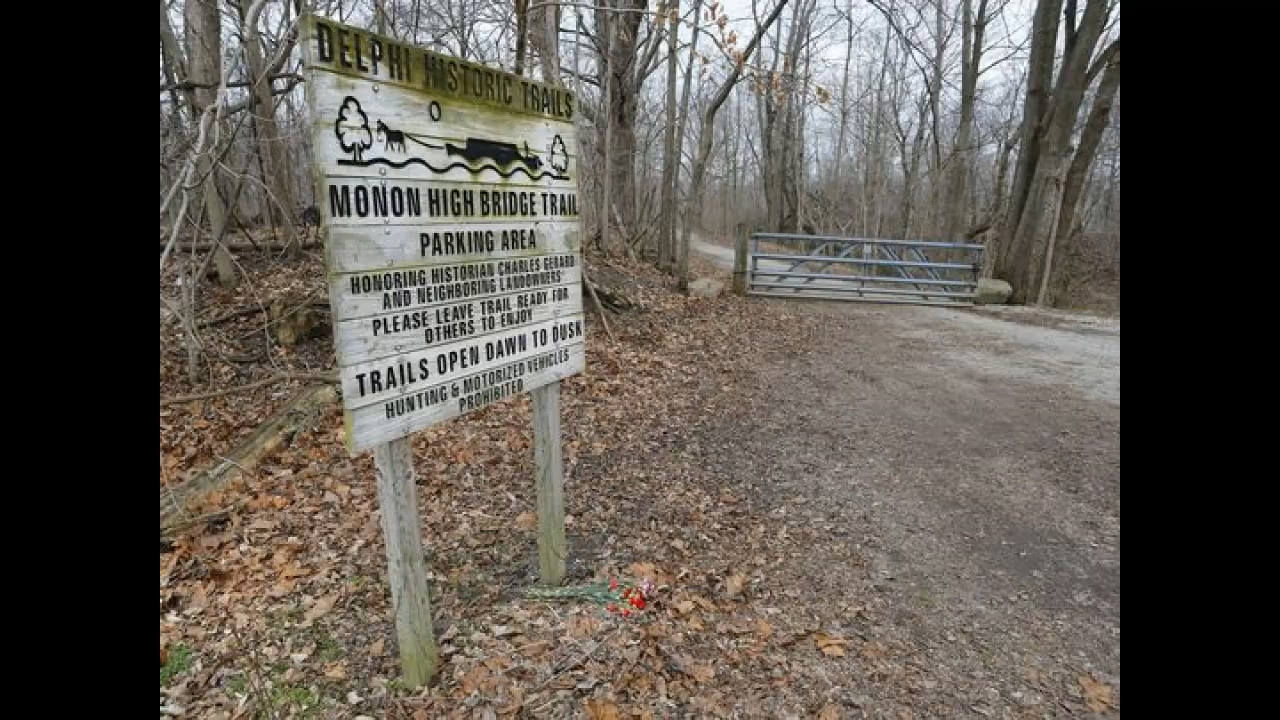 DELPHI HISTORIC TRAILS
MONON HIGH BRIDGE TRAIL
PARKING AREA
HONORING HISTORIAN CHARLES GERARD
AND NEIGHBORING LANDOWNERS
PLEASE LEAVE TRAIL READY FOR
OTHERS TO ENJOY
TRAILS OPEN DAWN TO DUSK
HUNTING & MOTORIZED VEHICLES
PROHIBITED